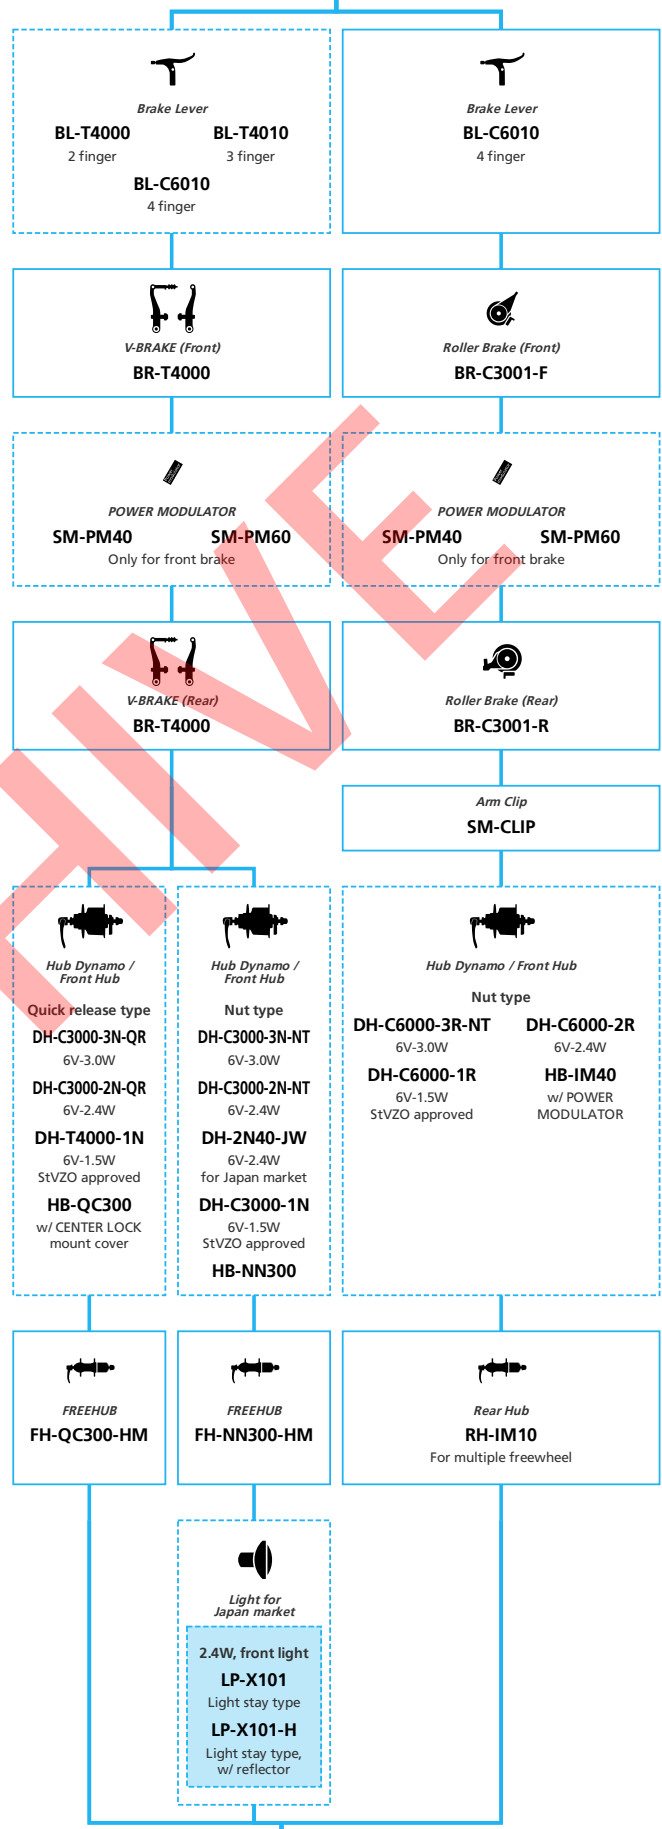 Brake Lever
BL-T4000 BL-T4010
2 finger 3 finger
BL-C6010
4 finger
Brake Lever
BL-C6010
4 finger
V-BRAKE (Front)
BR-T4000
Roller Brake (Front)
BR-C3001-F
POWER MODULATOR
SM-PM40 SM-PM60
Only for front brake
POWER MODULATOR
SM-PM40 SM-PM60
Only for front brake
V-BRAKE (Rear)
BR-T4000
Roller Brake (Rear)
BR-C3001-R
Arm Clip
SM-CLIP
Hub Dynamo /
Front Hub
Quick release type
DH-C3000-3N-QR
6V-3.0W
DH-C3000-2N-QR
6V-2.4W
DH-T4000-1N
6V-1.5W
StVZO approved
HB-QC300
w/ CENTER LOCK
mount cover
Hub Dynamo /
Front Hub
Nut type
DH-C3000-3N-NT
6V-3.0W
DH-C3000-2N-NT
6V-2.4W
DH-2N40-JW
6V-2.4W
for Japan market
DH-C3000-1N
6V-1.5W
StVZO approved
HB-NN300
Hub Dynamo / Front Hub
Nut type
DH-C6000-3R-NT
6V-3.0W
DH-C6000-1R
6V-1.5W
StVZO approved
DH-C6000-2R
6V-2.4W
HB-IM40
w/ POWER
MODULATOR
FREEHUB
FH-QC300-HM
FREEHUB
FH-NN300-HM
Rear Hub
RH-IM10
For multiple freewheel
Light for
Japan market
2.4W, front light
LP-X101
Light stay type
LP-X101-H
Light stay type,
w/ reflector
HIVE